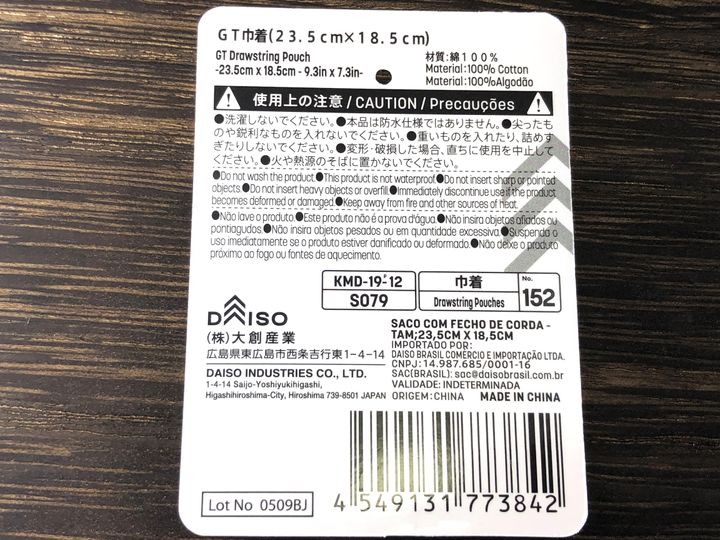 GT巾着(23.5cm×18.5cm)
GT Drawstring Pouch
-23.5cm x 18.5cm - 9.3in x 7.3in-
材質:綿100%
Material:100% Cotton
Material:100%Algodão
使用上の注意/CAUTION/Precauções
●洗濯しないでください。●本品は防水仕様ではありません。●尖ったも
のや鋭利なものを入れないでください。●重いものを入れたり、詰めす
ぎたりしないでください。●変形・破損した場合、直ちに使用を中止して
ください。●火や熱源のそばに置かないでください。
●Do not wash the product.●This product is not waterproof.●Do not insert sharp or pointed
objects.●Do not insert heavy objects or overfill.●Immediately discontinue use if the product
becomes deformed or damaged.●Keep away from fire and other sources of heat.
●Não lave o produto.●Este produto não é a prova d'água.●Não insira objetos afiados ou
pontiagudos.●Não insira objetos pesados ou em quantidade excessiva.●Suspenda o
uso imediatamente se o produto estiver danificado ou deformado.●Não deixe o produto
próximo ao fogo ou fontes de aquecimento.
KMD-19-12
S079
巾着
Drawstring Pouches
No.
152
DAISO
(株)大創産業
広島県東広島市西条吉行東1-4-14
DAISO INDUSTRIES CO., LTD.
1-4-14 Saijo-Yoshiyukihigashi,
Higashihiroshima-City, Hiroshima 739-8501 JAPAN
SACO COM FECHO DE CORDA -
TAM;23,5CM X 18,5CM
IMPORTADO POR:
DAISO BRASIL COMERCIO E IMPORTAÇÃO LTDA.
CNPJ: 14.987.685/0001-16
SAC(BRASIL): sac@daisobrasil.com.br
VALIDADE: INDETERMINADA
ORIGEM:CHINA MADE IN CHINA
Lot No 0509BJ
4 549131 773842